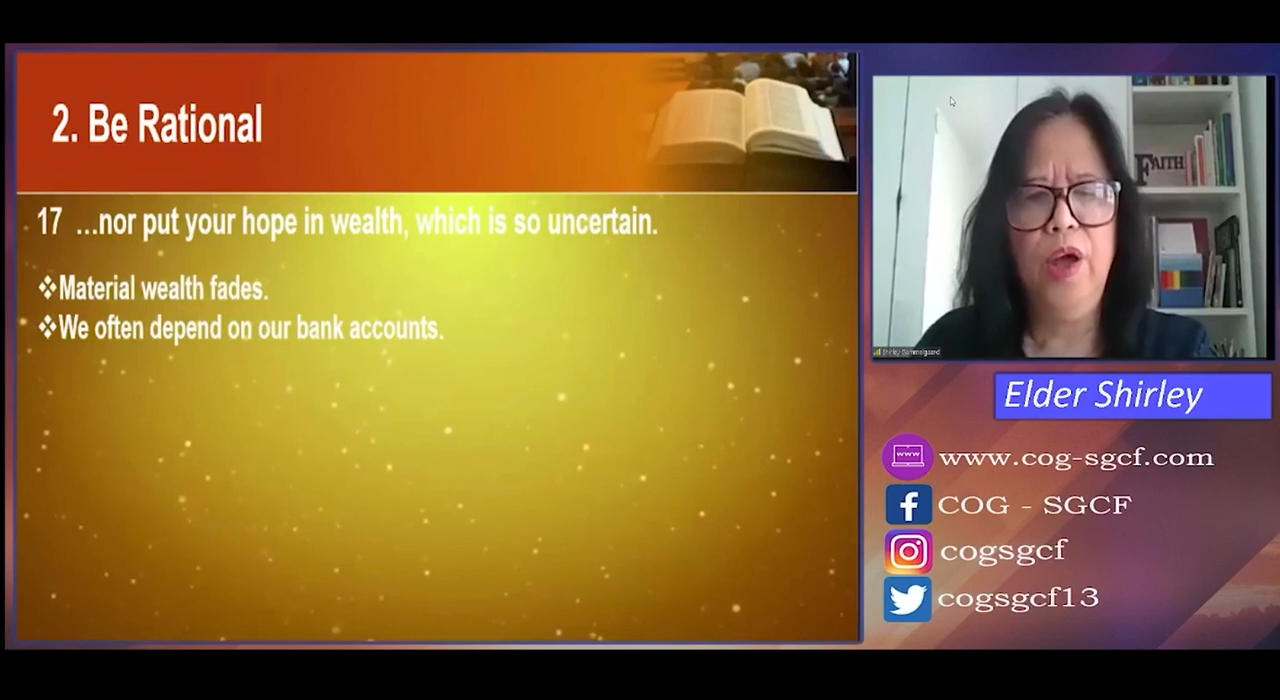 2. Be Rational
17 ...nor put your hope in wealth, which is so uncertain.
❖Material wealth fades.
❖We often depend on our bank accounts.
FAITH
Elder Shirley
www
www.cog-sgcf.com
COG - SGCF
cogsgcf
cogsgcf13